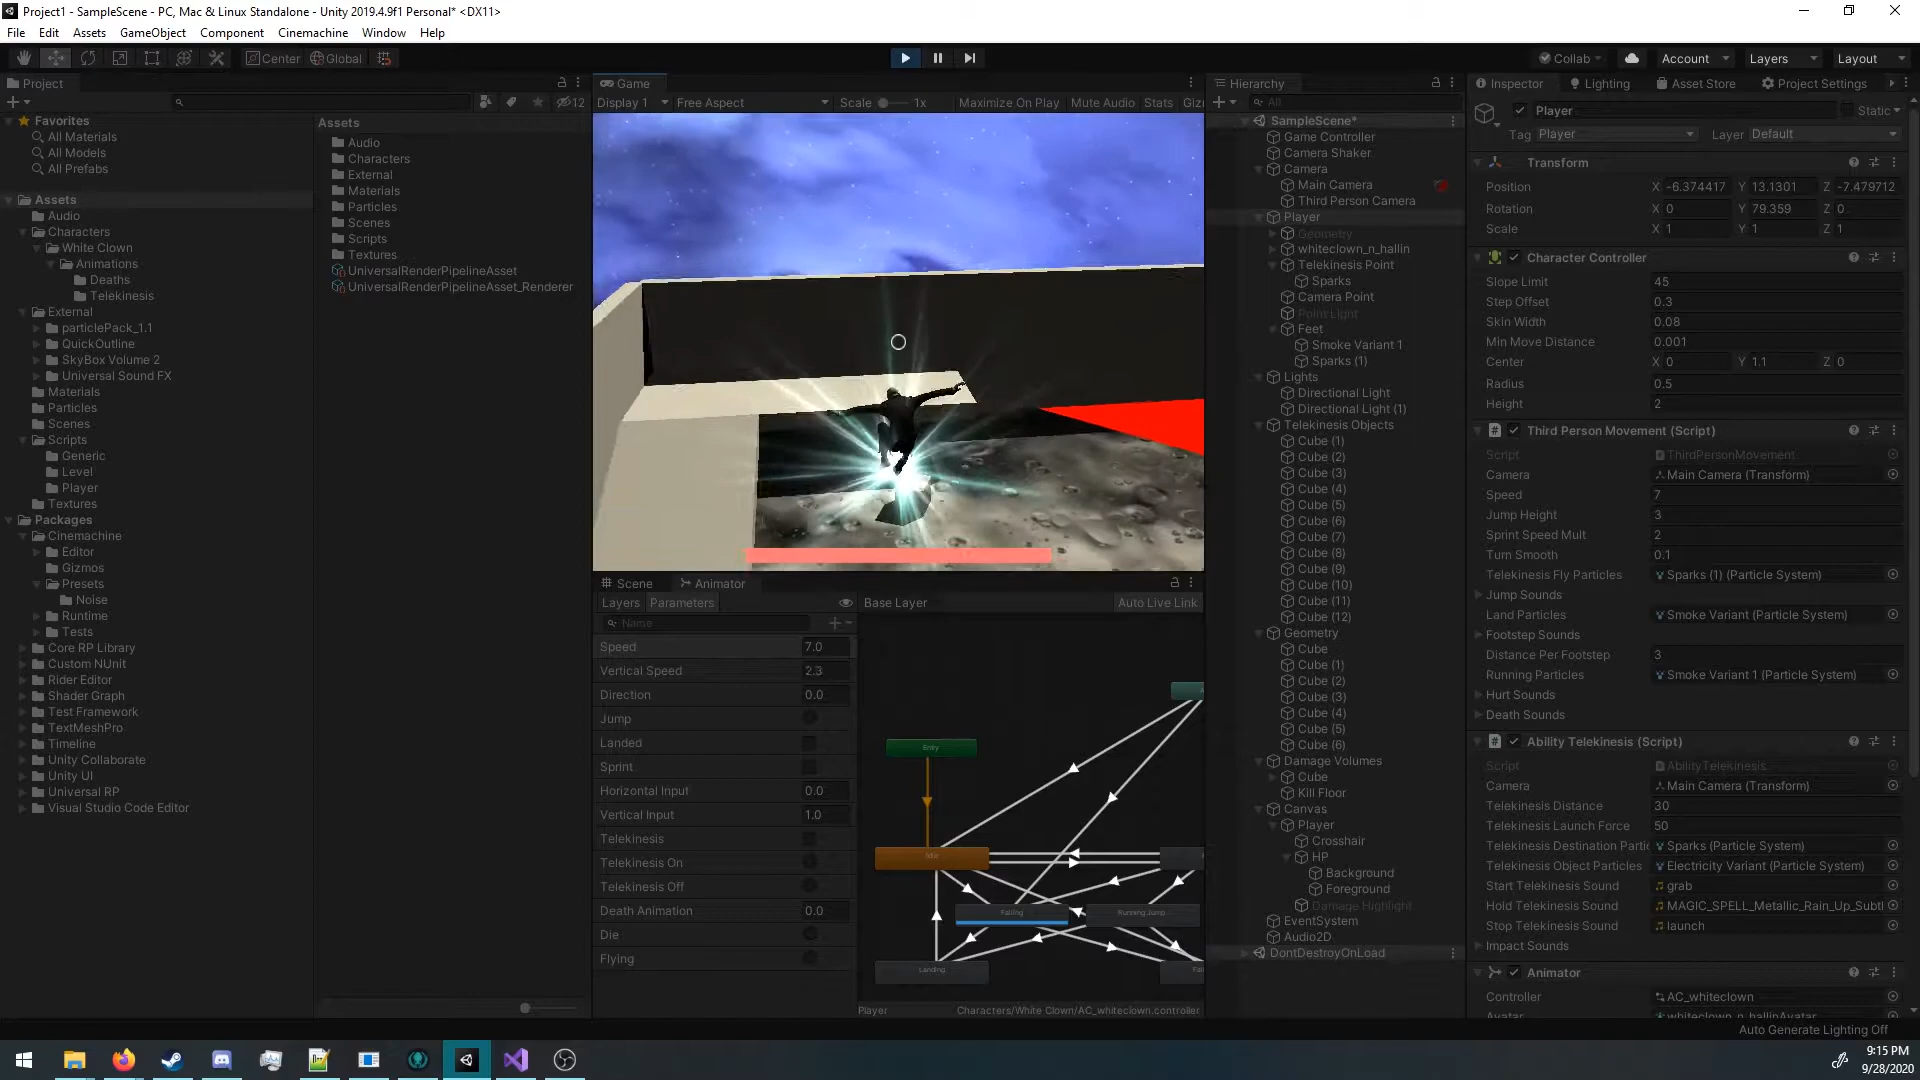 Project1 - SampleScene - PC, Mac & Linux Standalone - Unity 2019.4.9f1 Personal* <DX11>
File Edit Assets GameObject Component Cinemachine Window Help
Center Global Collab Account Layers Layout
Project
12
Favorites
All Materials
All Models
All Prefabs
Assets
Audio
Characters
White Clown
Animations
Deaths
Telekinesis
External
particlePack_1.1
QuickOutline
SkyBox Volume 2
Universal Sound FX
Materials
Particles
Scenes
Scripts
Generic
Level
Player
Textures
Packages
Cinemachine
Editor
Gizmos
Presets
Noise
Runtime
Tests
Core RP Library
Custom NUnit
Rider Editor
Shader Graph
Test Framework
TextMeshPro
Timeline
Unity Collaborate
Unity UI
Universal RP
Visual Studio Code Editor
Assets
Audio
Characters
External
Materials
Particles
Scenes
Scripts
Textures
UniversalRenderPipelineAsset
UniversalRenderPipelineAsset_Renderer
Game
Display 1 Free Aspect Scale 1x Maximize On Play Mute Audio Stats Giz
Scene Animator
Layers Parameters Base Layer Auto Live Link
Name
Speed 7.0
Vertical Speed 2.3
Direction 0.0
Jump
Landed
Sprint
Horizontal Input 0.0
Vertical Input 1.0
Telekinesis
Telekinesis On
Telekinesis Off
Death Animation 0.0
Die
Flying
Entry
Idle
Falling
Running Jump
Landing
Player Characters/White Clown/AC_whiteclown.controller
Hierarchy
All
SampleScene*
Game Controller
Camera Shaker
Camera
Main Camera
Third Person Camera
Player
Geometry
whiteclown_n_hallin
Telekinesis Point
Sparks
Camera Point
Point Light
Feet
Smoke Variant 1
Sparks (1)
Lights
Directional Light
Directional Light (1)
Telekinesis Objects
Cube (1)
Cube (2)
Cube (3)
Cube (4)
Cube (5)
Cube (6)
Cube (7)
Cube (8)
Cube (9)
Cube (10)
Cube (11)
Cube (12)
Geometry
Cube
Cube (1)
Cube (2)
Cube (3)
Cube (4)
Cube (5)
Cube (6)
Damage Volumes
Cube
Kill Floor
Canvas
Player
Crosshair
HP
Background
Foreground
Damage Highlight
EventSystem
Audio2D
DontDestroyOnLoad
Inspector Lighting Asset Store Project Settings
Player Static
Tag Player Layer Default
Transform
Position X -6.374417 Y 13.1301 Z -7.479712
Rotation X 0 Y 79.359 Z 0
Scale X 1 Y 1 Z 1
Character Controller
Slope Limit 45
Step Offset 0.3
Skin Width 0.08
Min Move Distance 0.001
Center X 0 Y 1.1 Z 0
Radius 0.5
Height 2
Third Person Movement (Script)
Script ThirdPersonMovement
Camera Main Camera (Transform)
Speed 7
Jump Height 3
Sprint Speed Mult 2
Turn Smooth 0.1
Telekinesis Fly Particles Sparks (1) (Particle System)
Jump Sounds
Land Particles Smoke Variant (Particle System)
Footstep Sounds
Distance Per Footstep 3
Running Particles Smoke Variant 1 (Particle System)
Hurt Sounds
Death Sounds
Ability Telekinesis (Script)
Script AbilityTelekinesis
Camera Main Camera (Transform)
Telekinesis Distance 30
Telekinesis Launch Force 50
Telekinesis Destination Partic Sparks (Particle System)
Telekinesis Object Particles Electricity Variant (Particle System)
Start Telekinesis Sound grab
Hold Telekinesis Sound MAGIC_SPELL_Metallic_Rain_Up_Subtl
Stop Telekinesis Sound launch
Impact Sounds
Animator
Controller AC_whiteclown
Avatar whiteclown_n_hallinAvatar
Auto Generate Lighting Off
9:15 PM
9/28/2020